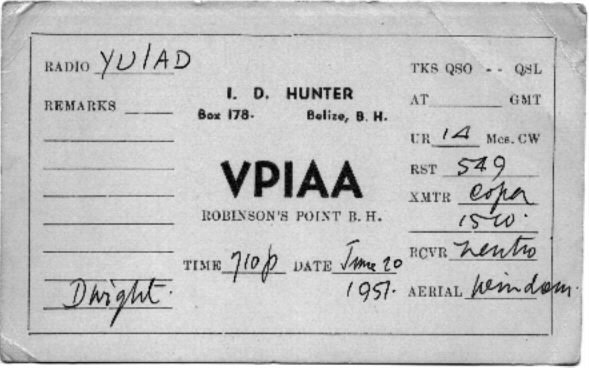 RADIO YU1AD
REMARKS
I. D. HUNTER
Box 178. Belize, B. H.
VPIAA
ROBINSON'S POINT B. H.
TIME 710p DATE June 20
1951.
Dwight.
TKS QSO - - QSL
AT GMT
UR 14 Mcs. CW
RST 549
XMTR
150.
RCVR
AERIAL windom.